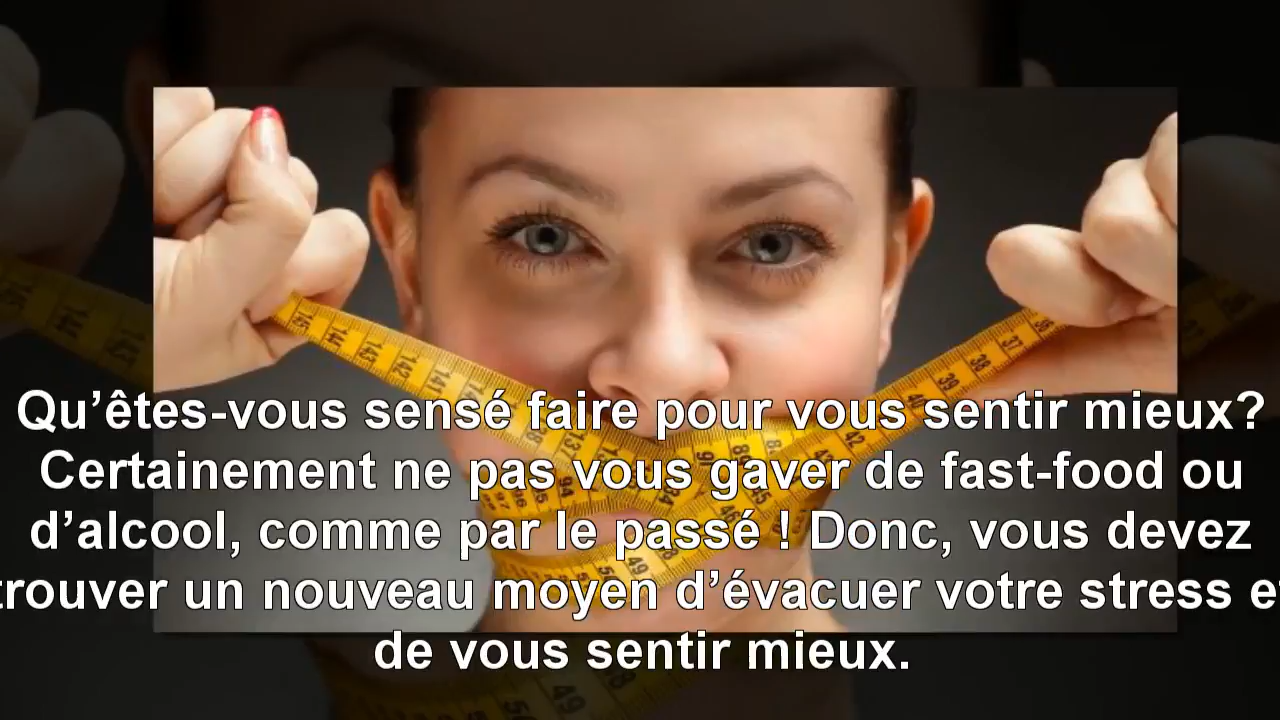 Qu’êtes-vous sensé faire pour vous sentir mieux?
Certainement ne pas vous gaver de fast-food ou
d’alcool, comme par le passé ! Donc, vous devez
trouver un nouveau moyen d’évacuer votre stress et
de vous sentir mieux.